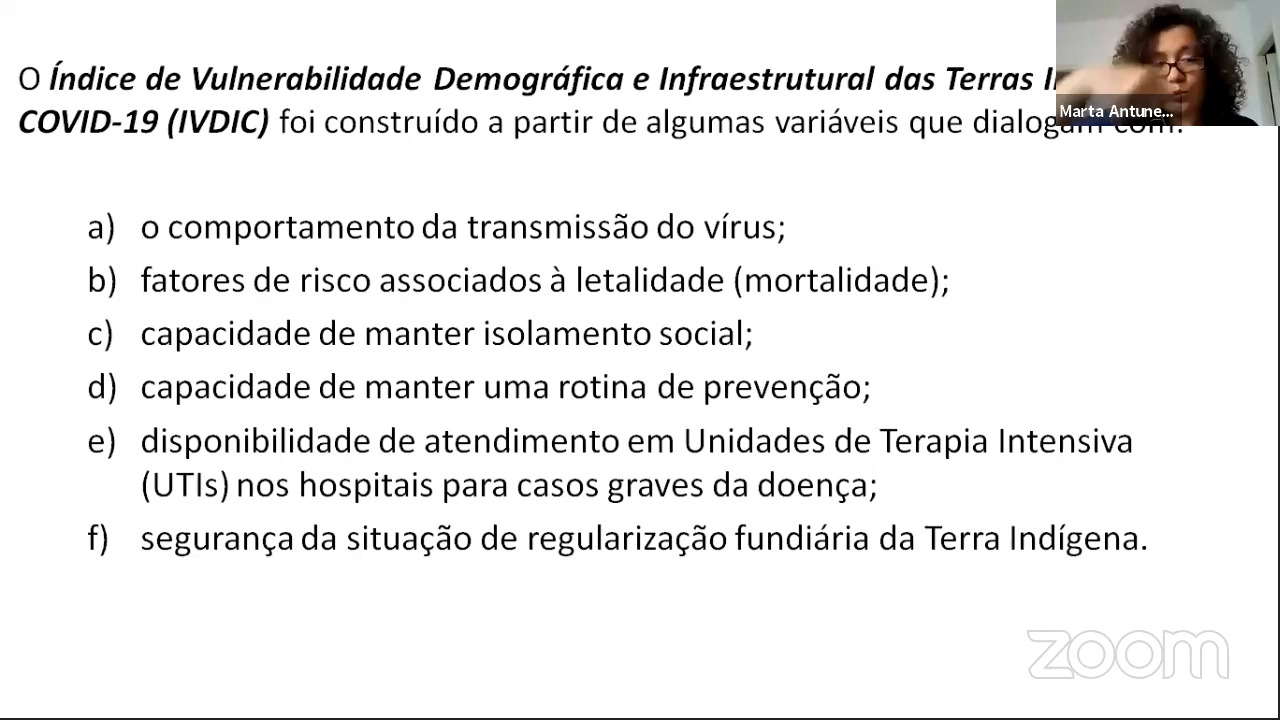 O Índice de Vulnerabilidade Demográfica e Infraestrutural das Terras
Marta Antune...
COVID-19 (IVDIC) foi construído a partir de algumas variáveis que dialogam com:
a) o comportamento da transmissão do vírus;
b) fatores de risco associados à letalidade (mortalidade);
c) capacidade de manter isolamento social;
d) capacidade de manter uma rotina de prevenção;
e) disponibilidade de atendimento em Unidades de Terapia Intensiva
(UTIs) nos hospitais para casos graves da doença;
f) segurança da situação de regularização fundiária da Terra Indígena.
zoom